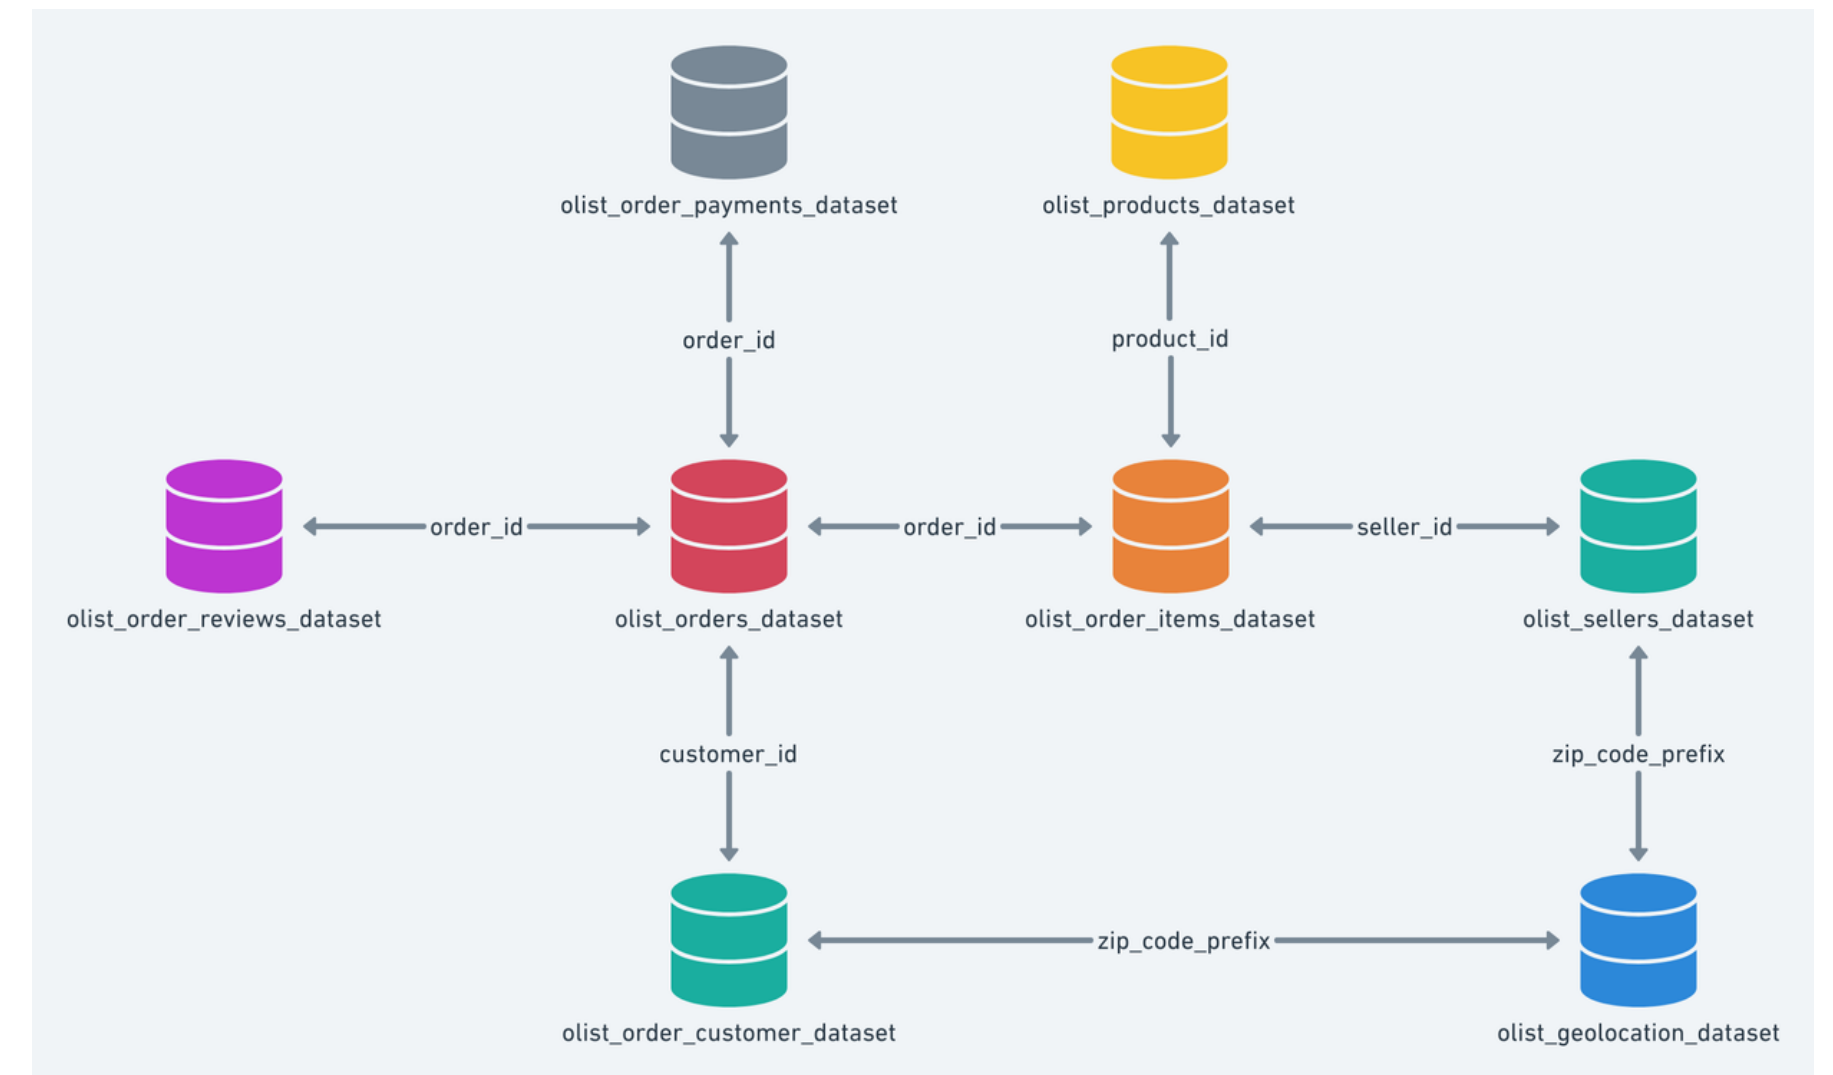 olist_order_payments_dataset
olist_products_dataset
order_id
product_id
order_id
order_id
seller_id
olist_order_reviews_dataset
olist_orders_dataset
olist_order_items_dataset
olist_sellers_dataset
customer_id
zip_code_prefix
zip_code_prefix
olist_order_customer_dataset
olist_geolocation_dataset